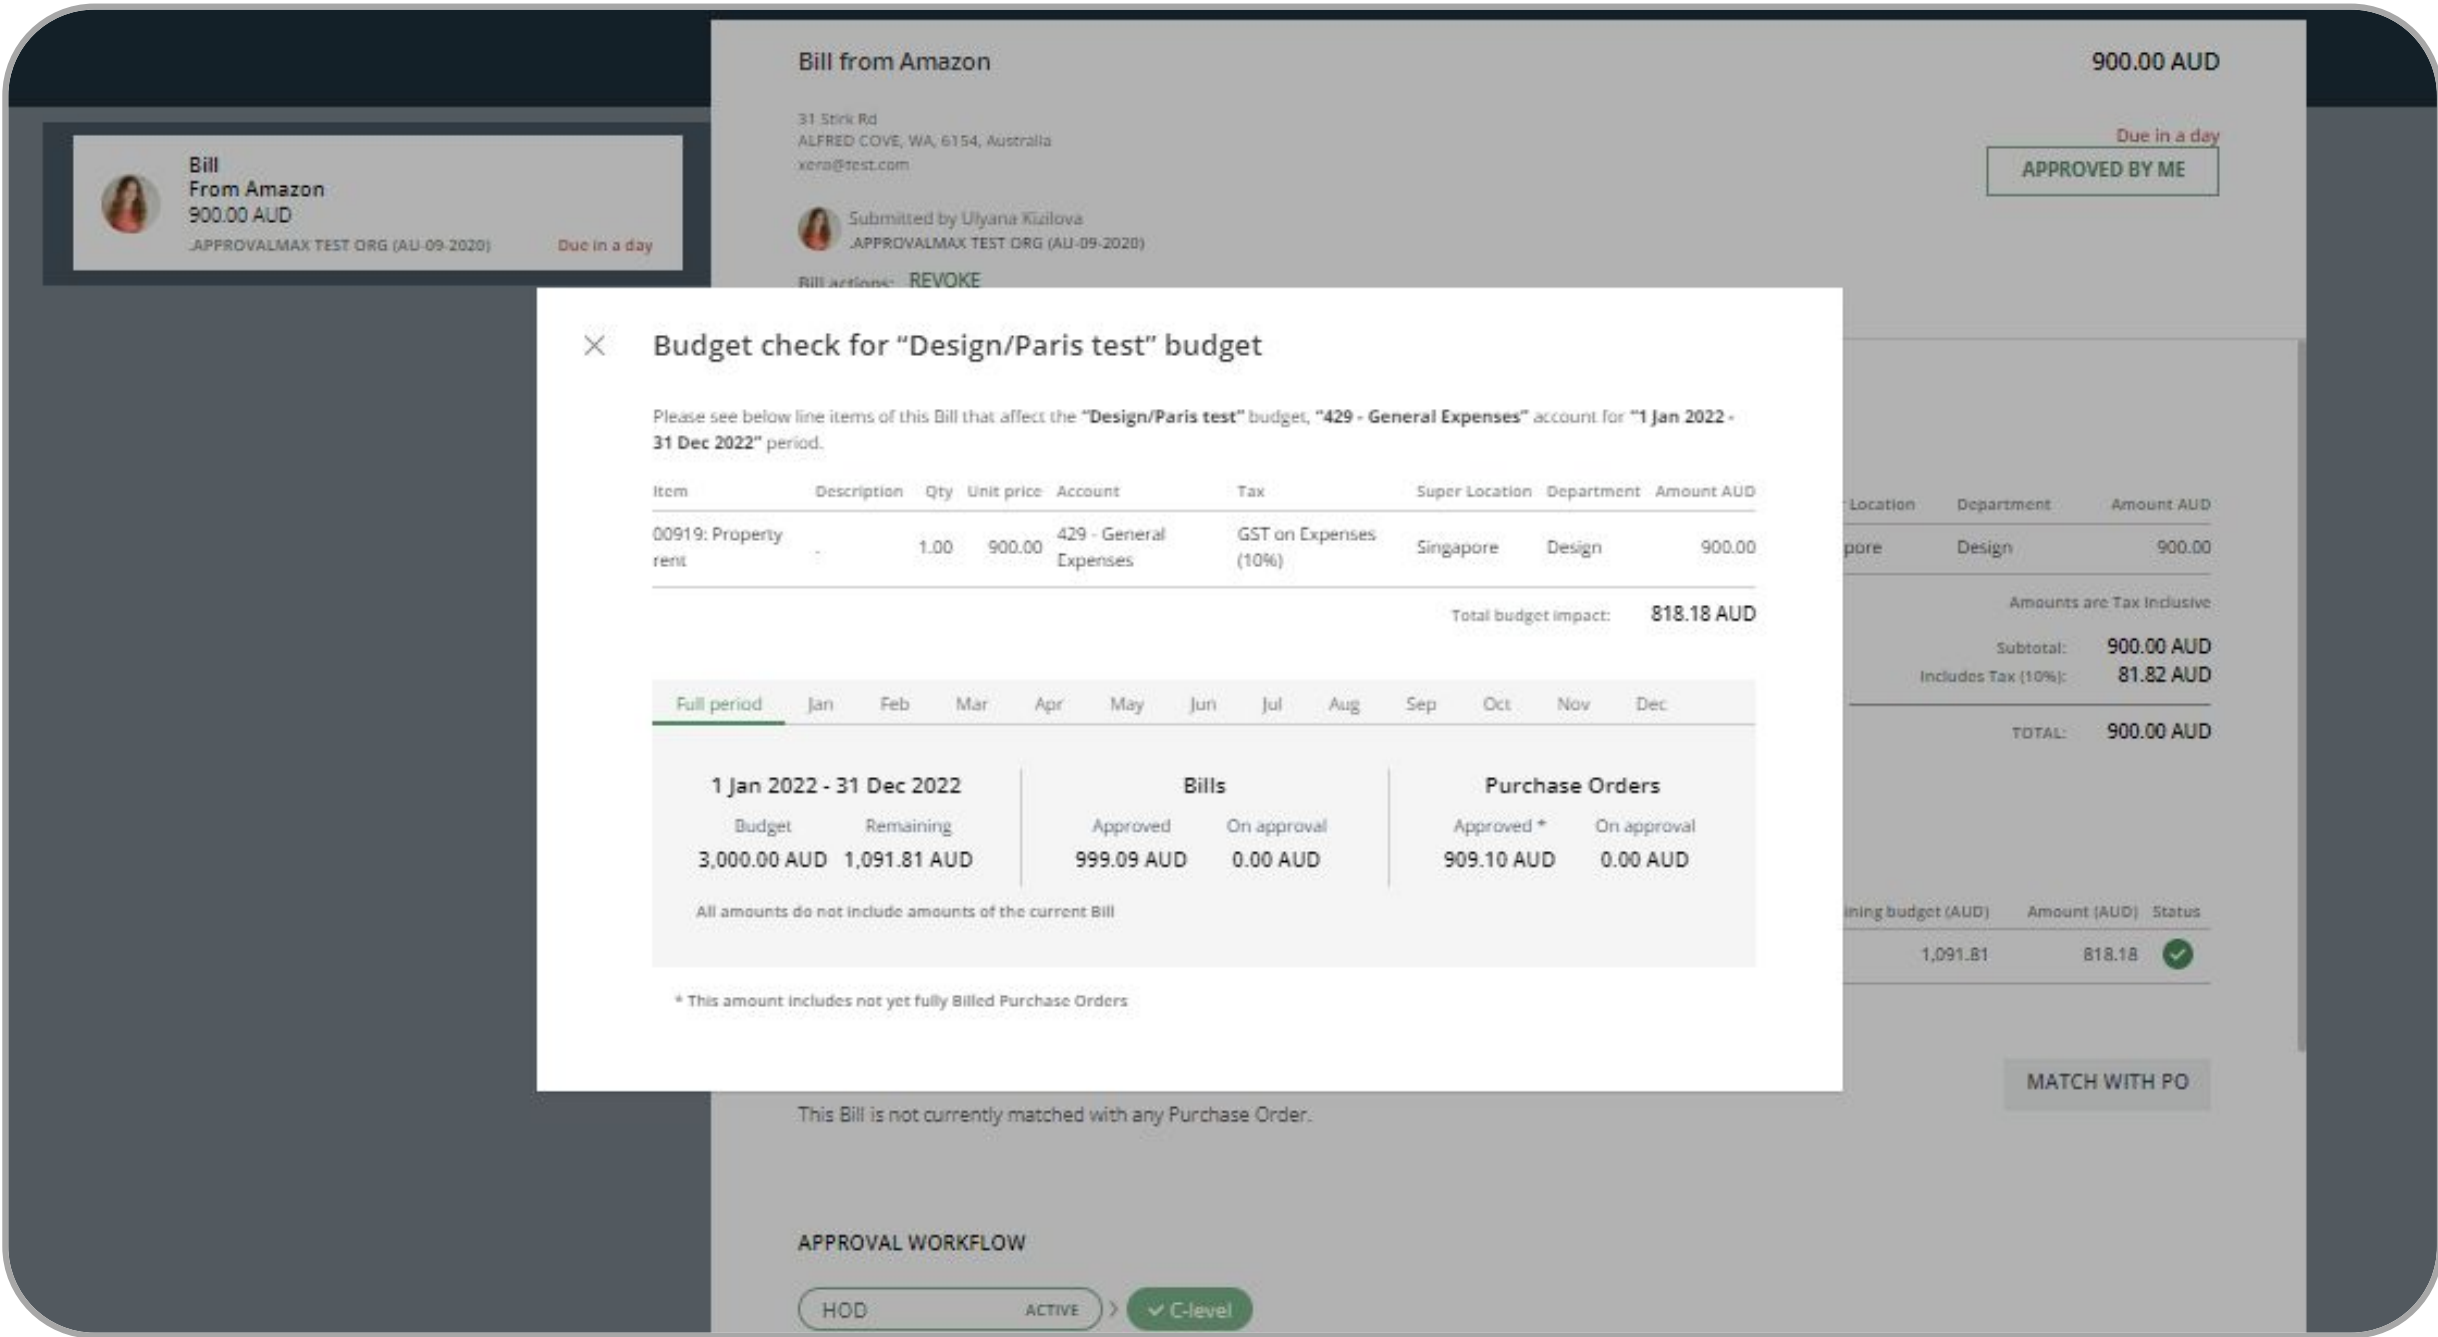 Bill from Amazon
900.00 AUD
31 Stirk Rd
ALFRED COVE, WA, 6154, Australia
xero@test.com
Due in a day
APPROVED BY ME
Bill
From Amazon
900.00 AUD
.APPROVALMAX TEST ORG (AU-09-2020)
Due in a day
Submitted by Ulyana Kizilova
.APPROVALMAX TEST ORG (AU-09-2020)
Bill actions: REVOKE
Budget check for “Design/Paris test” budget
Please see below line items of this Bill that affect the “Design/Paris test” budget, “429 - General Expenses” account for “1 Jan 2022 -
31 Dec 2022” period.
Item Description Qty Unit price Account Tax Super Location Department Amount AUD
00919: Property rent . 1.00 900.00 429 - General Expenses GST on Expenses (10%) Singapore Design 900.00
Total budget impact: 818.18 AUD
Full period Jan Feb Mar Apr May Jun Jul Aug Sep Oct Nov Dec
1 Jan 2022 - 31 Dec 2022 Bills Purchase Orders
Budget Remaining Approved On approval Approved * On approval
3,000.00 AUD 1,091.81 AUD 999.09 AUD 0.00 AUD 909.10 AUD 0.00 AUD
All amounts do not include amounts of the current Bill
* This amount includes not yet fully Billed Purchase Orders
Location Department Amount AUD
pore Design 900.00
Amounts are Tax Inclusive
Subtotal: 900.00 AUD
Includes Tax (10%): 81.82 AUD
TOTAL: 900.00 AUD
ining budget (AUD) Amount (AUD) Status
1,091.81 818.18
MATCH WITH PO
This Bill is not currently matched with any Purchase Order.
APPROVAL WORKFLOW
HOD ACTIVE C-level